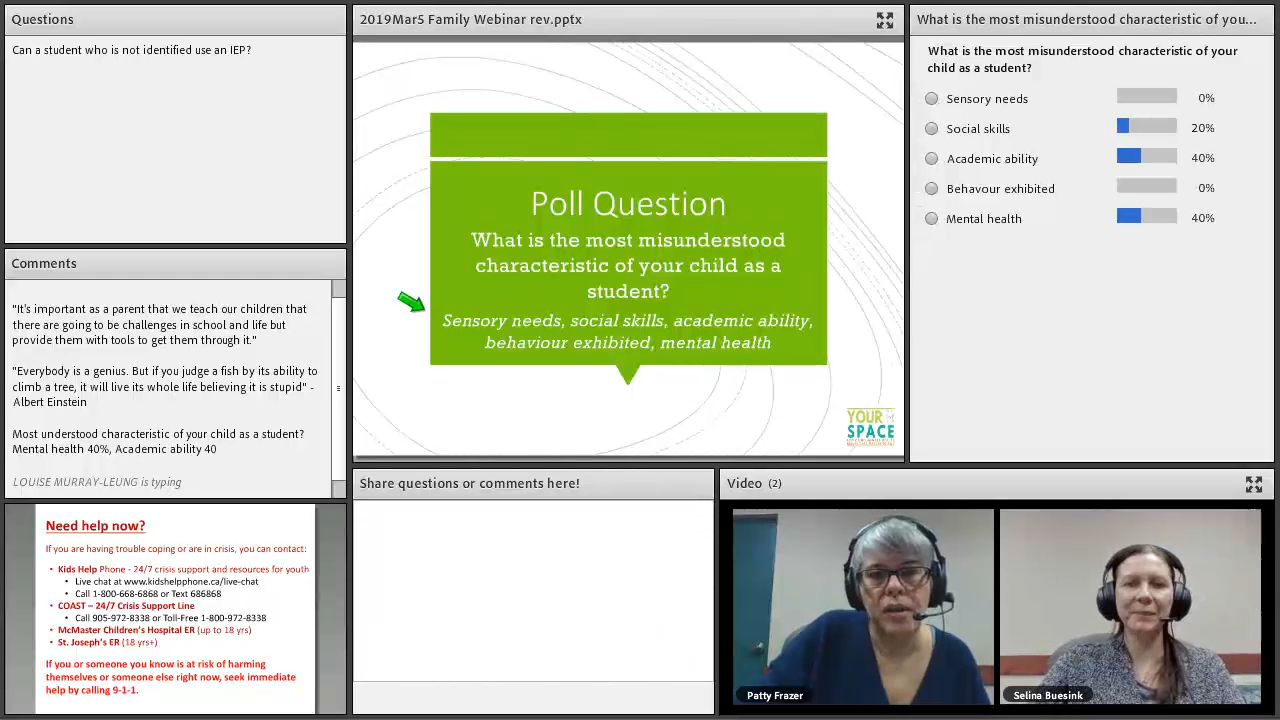 Questions
Can a student who is not identified use an IEP?
2019Mar5 Family Webinar rev.pptx
Poll Question
What is the most misunderstood
characteristic of your child as a
student?
Sensory needs, social skills, academic ability,
behaviour exhibited, mental health
YOUR
SPACE
What is the most misunderstood characteristic of you...
What is the most misunderstood characteristic of your
child as a student?
Sensory needs 0%
Social skills 20%
Academic ability 40%
Behavour exhibited 0%
Mental health 40%
Comments
"It's important as a parent that we teach our children that
there are going to be challenges in school and life but
provide them with tools to get them through it."
"Everybody is a genius. But if you judge a fish by its ability to
climb a tree, it will live its whole life believing it is stupid" -
Albert Einstein
Most understood characteristic of your child as a student?
Mental health 40%, Academic ability 40
LOUISE MURRAY-LEUNG is typing
Need help now?
If you are having trouble coping or are in crisis, you can contact:
• Kids Help Phone - 24/7 crisis support and resources for youth
• Live chat at www.kidshelpphone.ca/live-chat
• Call 1-800-668-6868 or Text 686868
• COAST – 24/7 Crisis Support Line
• Call 905-972-8338 or Toll-Free 1-800-972-8338
• McMaster Children's Hospital ER (up to 18 yrs)
• St. Joseph's ER (18 yrs+)
If you or someone you know is at risk of harming
themselves or someone else right now, seek immediate
help by calling 9-1-1.
Share questions or comments here!
Video (2)
Patty Frazer
Selina Buesink